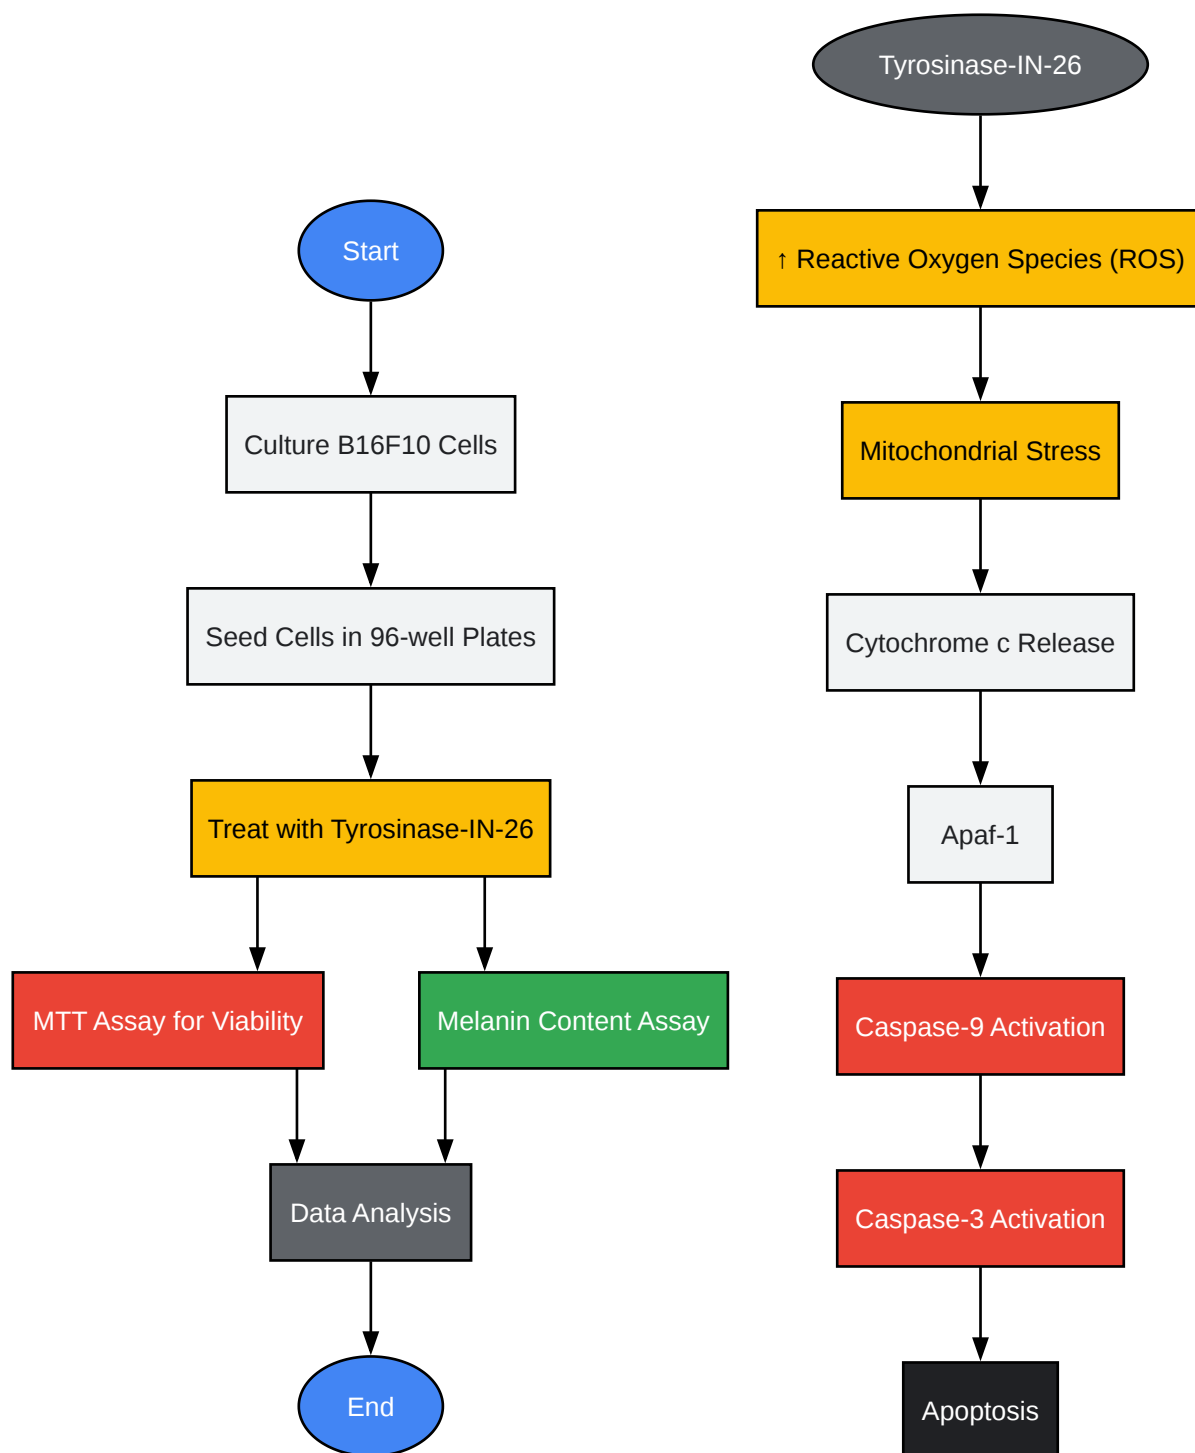 Start
Culture B16F10 Cells
Seed Cells in 96-well Plates
Treat with Tyrosinase-IN-26
MTT Assay for Viability
Melanin Content Assay
Data Analysis
End
Tyrosinase-IN-26
↑ Reactive Oxygen Species (ROS)
Mitochondrial Stress
Cytochrome c Release
Apaf-1
Caspase-9 Activation
Caspase-3 Activation
Apoptosis